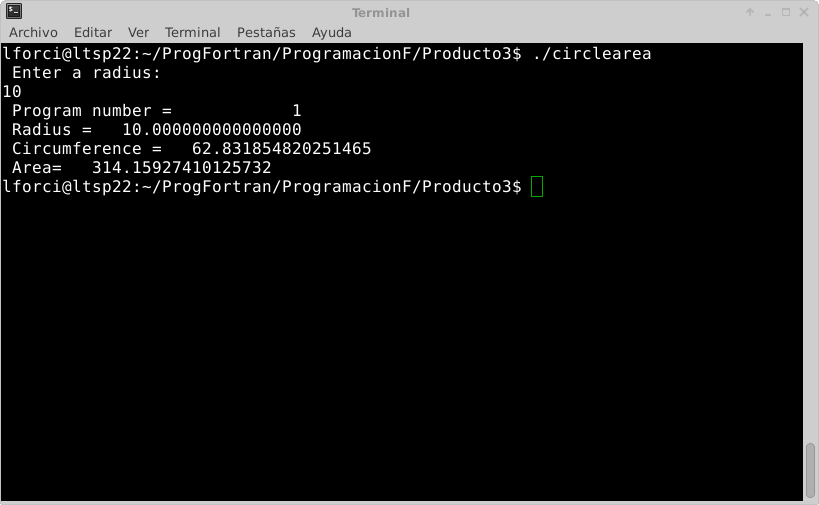 Terminal
Archivo Editar Ver Terminal Pestañas Ayuda
lforci@ltsp22:~/ProgFortran/ProgramacionF/Producto3$ ./circlearea
 Enter a radius:
10
 Program number =            1
 Radius =   10.000000000000000
 Circumference =   62.831854820251465
 Area=   314.15927410125732
lforci@ltsp22:~/ProgFortran/ProgramacionF/Producto3$